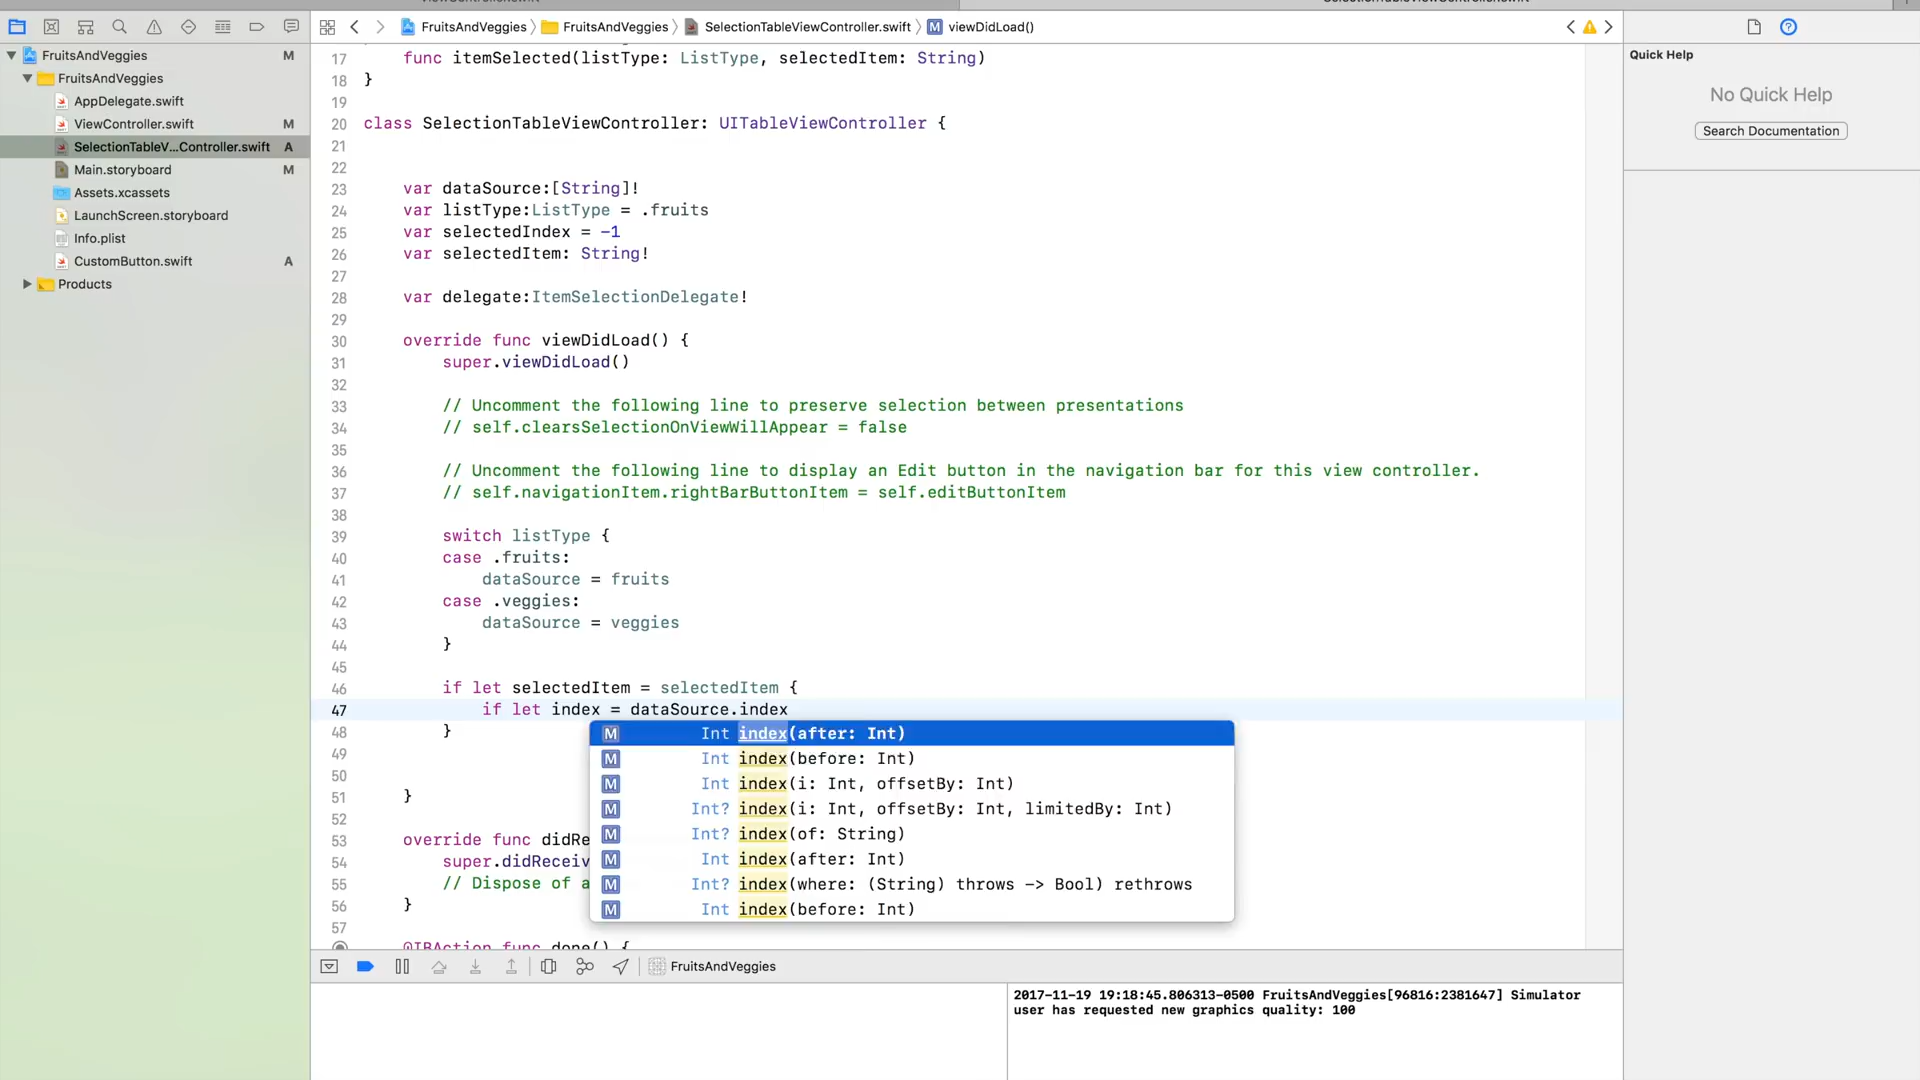 FruitsAndVeggies
FruitsAndVeggies
SelectionTableViewController.swift
M
viewDidLoad()
FruitsAndVeggies M
FruitsAndVeggies
AppDelegate.swift
ViewController.swift M
SelectionTableV...Controller.swift A
Main.storyboard M
Assets.xcassets
LaunchScreen.storyboard
Info.plist
CustomButton.swift A
Products
17 func itemSelected(listType: ListType, selectedItem: String)
18 }
19
20 class SelectionTableViewController: UITableViewController {
21
22
23 var dataSource:[String]!
24 var listType:ListType = .fruits
25 var selectedIndex = -1
26 var selectedItem: String!
27
28 var delegate:ItemSelectionDelegate!
29
30 override func viewDidLoad() {
31 super.viewDidLoad()
32
33 // Uncomment the following line to preserve selection between presentations
34 // self.clearsSelectionOnViewWillAppear = false
35
36 // Uncomment the following line to display an Edit button in the navigation bar for this view controller.
37 // self.navigationItem.rightBarButtonItem = self.editButtonItem
38
39 switch listType {
40 case .fruits:
41 dataSource = fruits
42 case .veggies:
43 dataSource = veggies
44 }
45
46 if let selectedItem = selectedItem {
47 if let index = dataSource.index
48 }
49
50
51 }
52
53 override func didRe
54 super.didReceiv
55 // Dispose of a
56 }
57
@IBAction func done() {
M Int index(after: Int)
M Int index(before: Int)
M Int index(i: Int, offsetBy: Int)
M Int? index(i: Int, offsetBy: Int, limitedBy: Int)
M Int? index(of: String)
M Int index(after: Int)
M Int? index(where: (String) throws -> Bool) rethrows
M Int index(before: Int)
FruitsAndVeggies
2017-11-19 19:18:45.806313-0500 FruitsAndVeggies[96816:2381647] Simulator
user has requested new graphics quality: 100
Quick Help
No Quick Help
Search Documentation